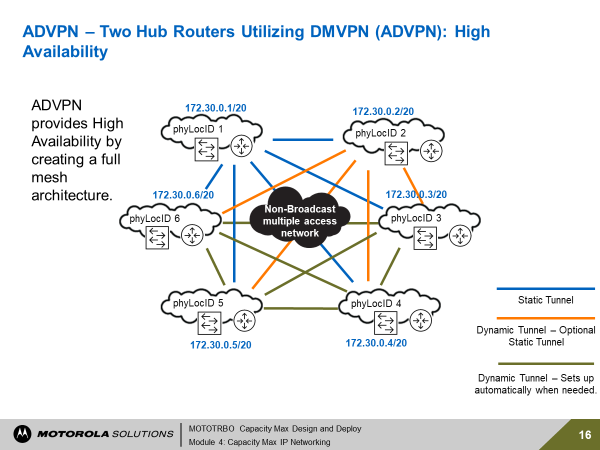 ADVPN – Two Hub Routers Utilizing DMVPN (ADVPN): High
Availability
ADVPN
provides High
Availability by
creating a full
mesh
architecture.
172.30.0.1/20
phyLocID 1
172.30.0.2/20
phyLocID 2
172.30.0.6/20
phyLocID 6
Non-Broadcast
multiple access
network
172.30.0.3/20
phyLocID 3
phyLocID 5
172.30.0.5/20
phyLocID 4
172.30.0.4/20
Static Tunnel
Dynamic Tunnel – Optional
Static Tunnel
Dynamic Tunnel – Sets up
automatically when needed.
MOTOROLA SOLUTIONS
MOTOTRBO Capacity Max Design and Deploy
Module 4: Capacity Max IP Networking
16